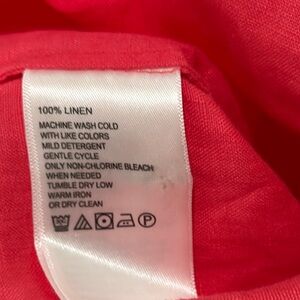 100% LINEN
MACHINE WASH COLD
WITH LIKE COLORS
MILD DETERGENT
GENTLE CYCLE
ONLY NON-CHLORINE BLEACH
WHEN NEEDED
TUMBLE DRY LOW
WARM IRON
OR DRY CLEAN
P